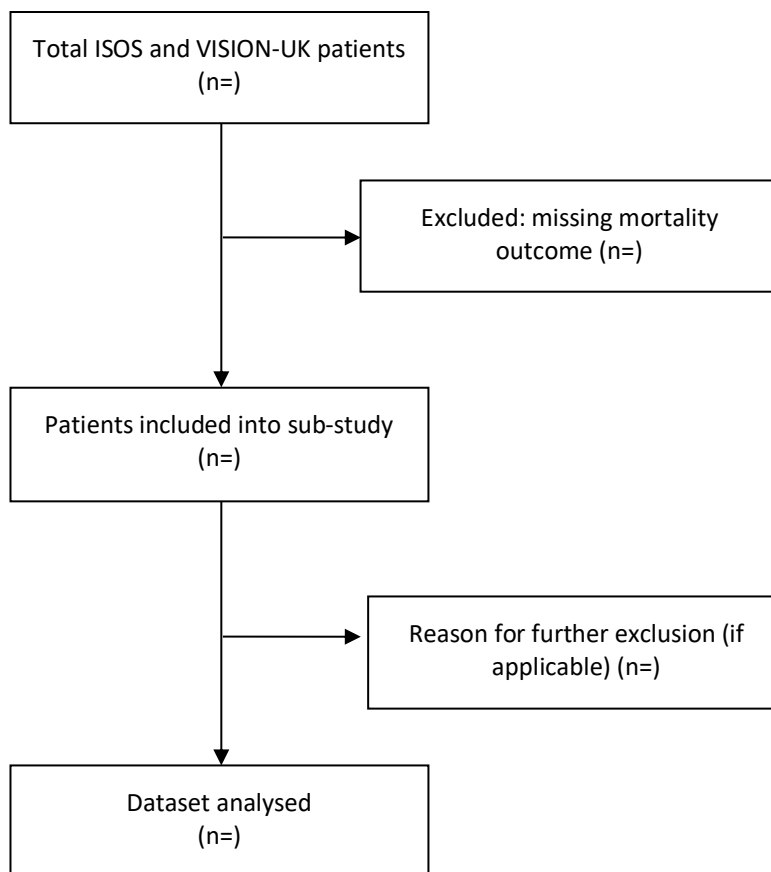 Total ISOS and VISION-UK patients
(n=)
Excluded: missing mortality
outcome (n=)
Patients included into sub-study
(n=)
Reason for further exclusion (if
applicable) (n=)
Dataset analysed
(n=)